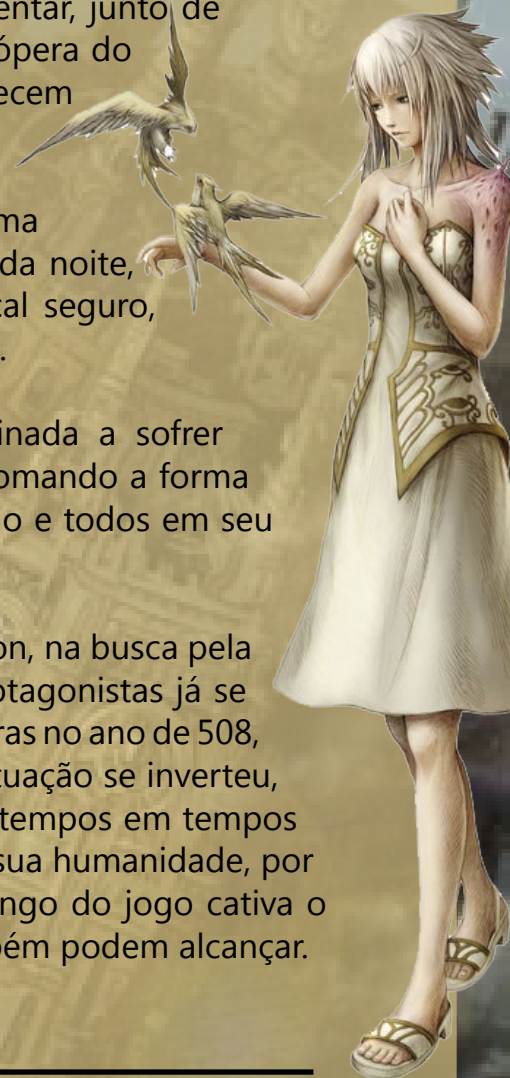 entar, junto de
ópera do
ecem
ma
da noite,
cal seguro,
.
inada a sofrer
omando a forma
o e todos em seu
on, na busca pela
otagonistas já se
ras no ano de 508,
tuação se inverteu,
tempos em tempos
sua humanidade, por
ngo do jogo cativa o
bém podem alcançar.